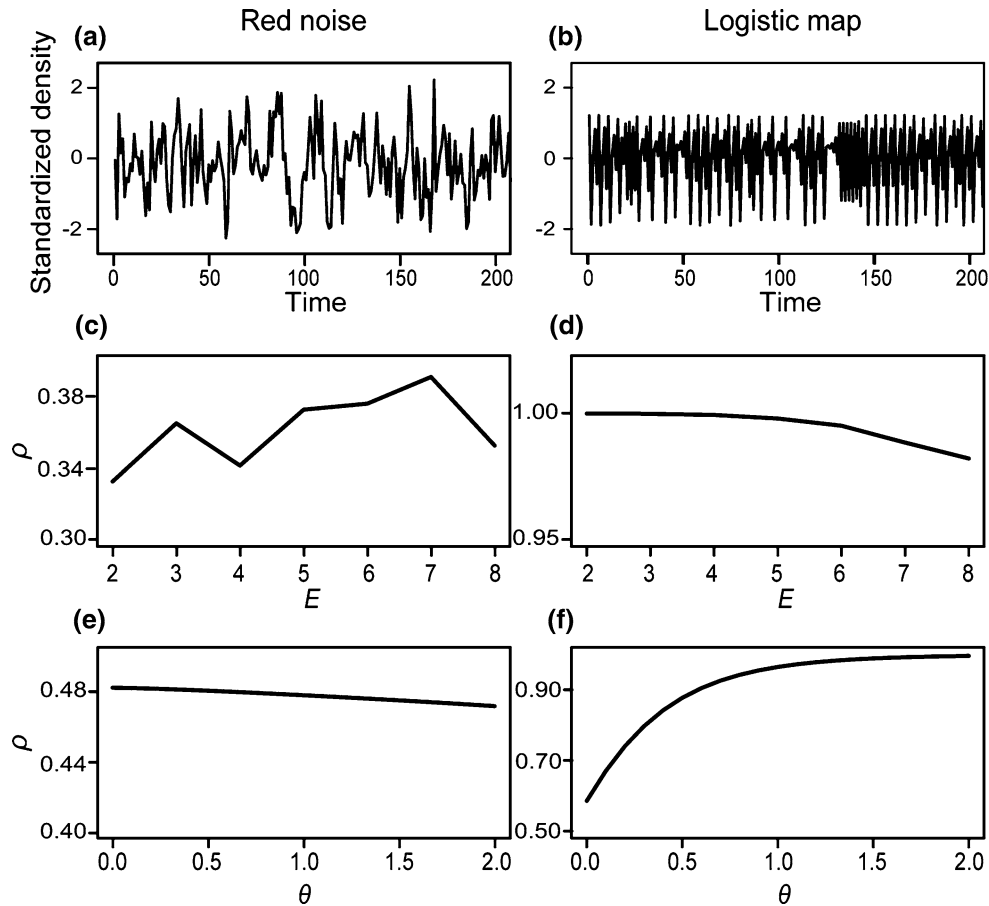 Red noise
Logistic map
(a)
(b)
Standardized density
2
0
-2
0 50 100 150 200
Time
2
0
-2
0 50 100 150 200
Time
(c)
(d)
ρ
0.38
0.34
0.30
2 3 4 5 6 7 8
E
1.00
0.95
2 3 4 5 6 7 8
E
(e)
(f)
ρ
0.48
0.44
0.40
0.0 0.5 1.0 1.5 2.0
θ
0.90
0.70
0.50
0.0 0.5 1.0 1.5 2.0
θ